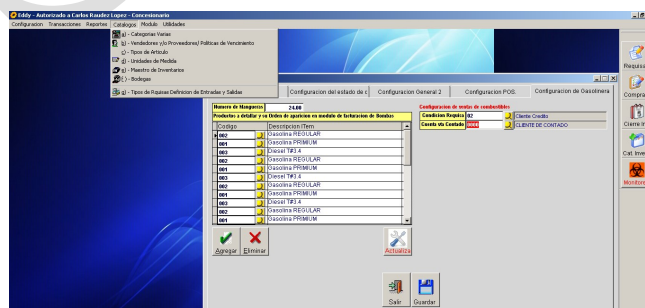 Eddy - Autorizado a Carlos Raudez Lopez - Concesionario
Configuracion Transacciones Reportes Catalogos Modulo Utilidades
a) - Categorias Varias
b) - Vendedores y/o Proveedores/ Politicas de Vencimiento
c) - Tipos de Articulo
d) - Unidades de Medida
e) - Maestro de Inventarios
f) - Bodegas
g) - Tipos de Rquisas Definicion de Entradas y Salidas
Configuracion del estado de c
Configuracion General 2
Configuracion POS.
Configuracion de Gasolinera
Numero de Mangueras 24.00
Productos a detallar y su Orden de aparicion en modulo de facturacion de Bombas
Codigo Descripcion ITem
002 Gasolina REGULAR
001 Gasolina PRIMIUM
003 Diesel T#3.4
002 Gasolina REGULAR
001 Gasolina PRIMIUM
003 Diesel T#3.4
002 Gasolina REGULAR
001 Gasolina PRIMIUM
003 Diesel T#3.4
002 Gasolina REGULAR
001 Gasolina PRIMIUM
Configuracion de ventas de combustibles
Condicion Requisa 02 Cliente Credito
Cuenta de Contado CLIENTE DE CONTADO
Agregar
Eliminar
Actualiza
Salir
Guardar
Requisa
Compra
Cierre In
Cat. Inve
Monitore